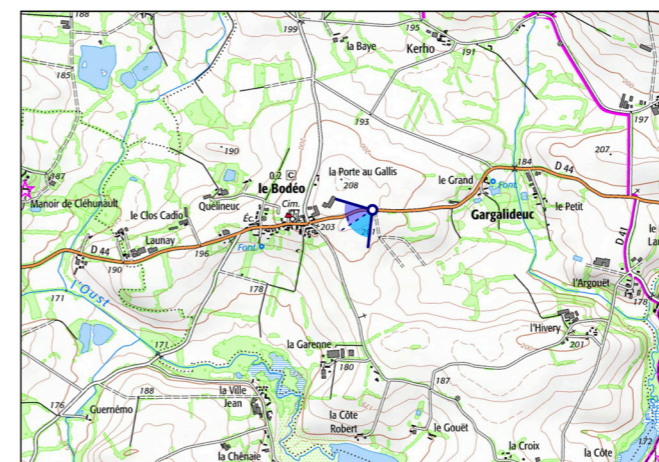 188
199
195
la Baye
Kerho
191
185
197
193
207
190
184
D 44
187
0.2 C
la Porte au Gallis
208
le Grand
Font
Manoir de Cléhunault
Quélineuc
le Bodéo
Cim.
le Petit
le Clos Cadio
Éc.
203
Gargalideuc
Launay
196
Font
D 44
190
D 41
l'Oust
171
178
l'Argouët
178
l'Hivery
201
171
la Garenne
180
187
188
la Ville
Jean
176
Guernémo
la Côte
Robert
le Gouët
la Croix
la Côte
172
la Chênaie